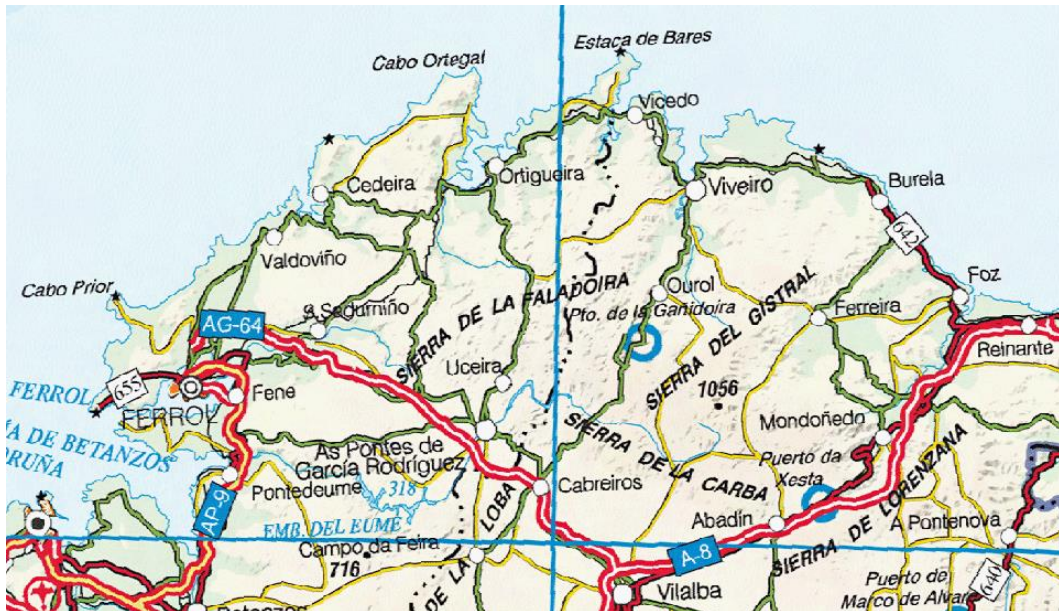 Estaca de Bares
Cabo Ortegal
Vicedo
Ortigueira
Cedeira
Viveiro
Burela
642
Valdoviño
Foz
Cabo Prior
SIERRA DE LA FALADOIRA
Ourol
Pto. de la Gañidoira
SIERRA DEL GISTRAL
Ferreira
AG-64
Reinante
Uceira
1056
655
FERROL
Fene
FERROL
Mondoñedo
DE BETANZOS
SIERRA DE LA CARBA
As Pontes de
García Rodríguez
Puerto da
Xesta
Pontedeume
318
LOBA
Cabreiros
SIERRA DE LORENZANA
AP-9
EMB. DEL EUME
Abadín
A Pontenova
Campo da Feira
716
DE LA
A-8
Vilalba
640
Puerto de
Marco de Alvare